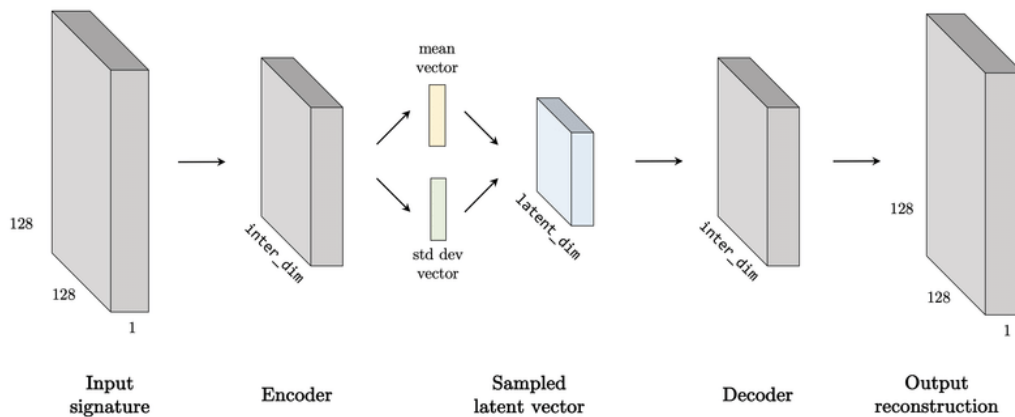 mean
vector
128
128
1
inter_dim
std dev
vector
latent_dim
inter_dim
128
128
1
Input
signature
Encoder
Sampled
latent vector
Decoder
Output
reconstruction